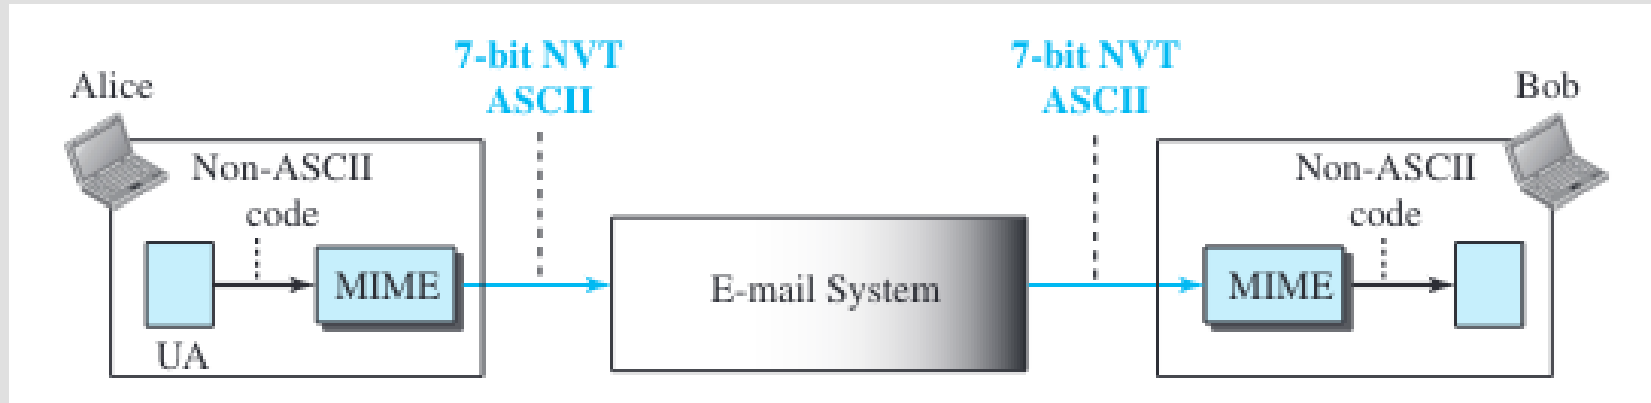 Alice
Non-ASCII
code
MIME
UA
7-bit NVT
ASCII
E-mail System
7-bit NVT
ASCII
Bob
Non-ASCII
code
MIME